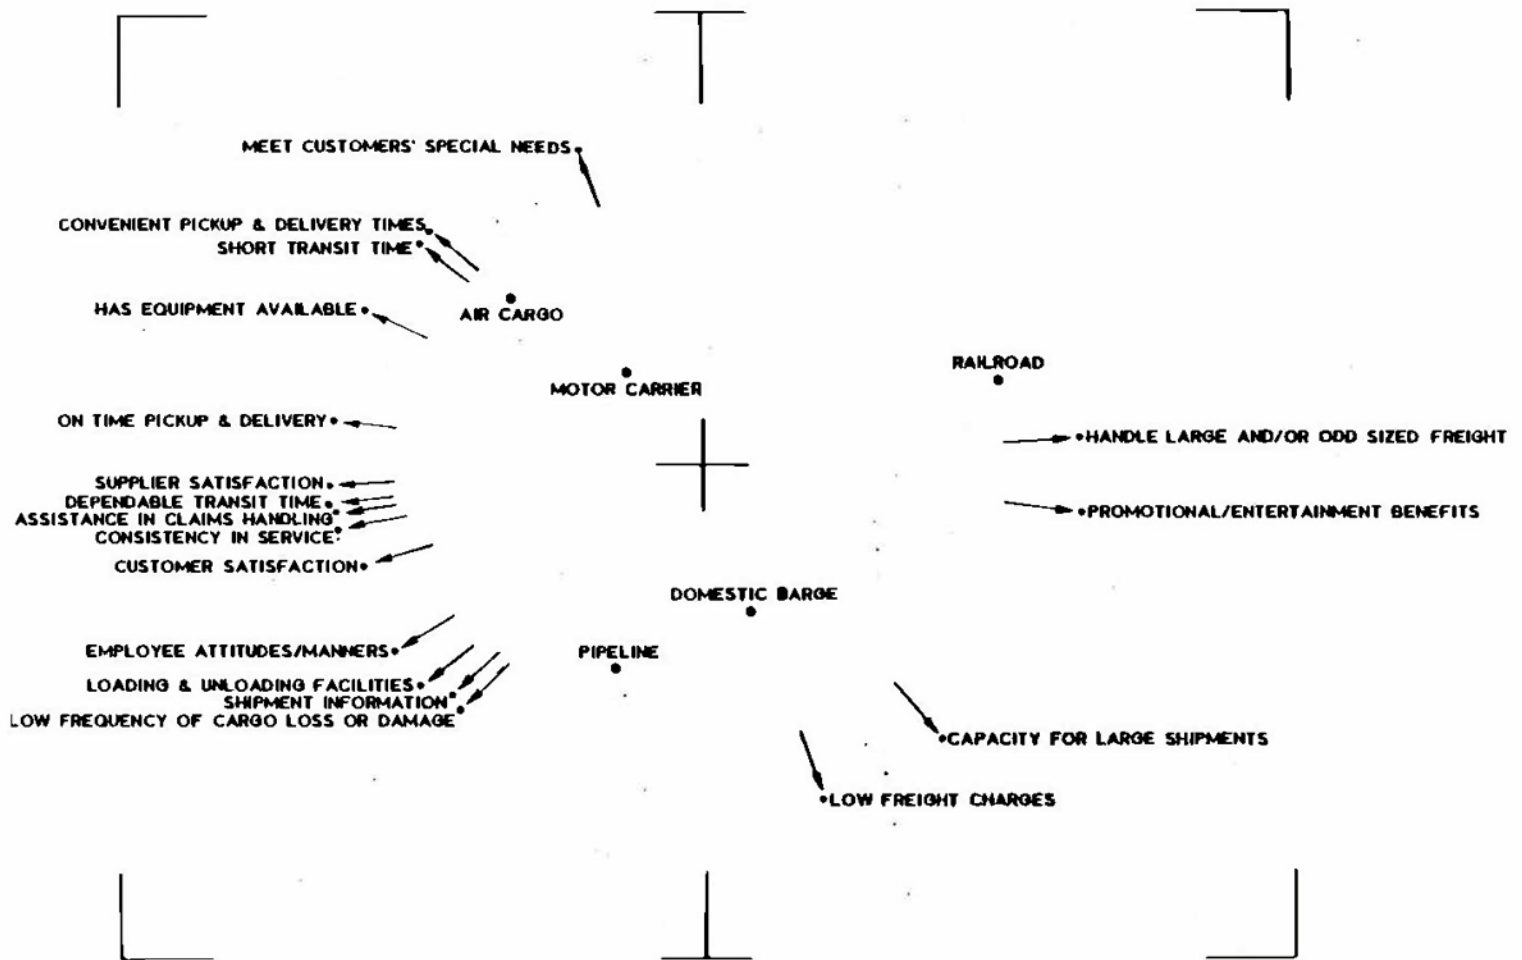 MEET CUSTOMERS' SPECIAL NEEDS
CONVENIENT PICKUP & DELIVERY TIMES
SHORT TRANSIT TIME
HAS EQUIPMENT AVAILABLE
AIR CARGO
MOTOR CARRIER
RAILROAD
ON TIME PICKUP & DELIVERY
HANDLE LARGE AND/OR ODD SIZED FREIGHT
SUPPLIER SATISFACTION
DEPENDABLE TRANSIT TIME
ASSISTANCE IN CLAIMS HANDLING
CONSISTENCY IN SERVICE
PROMOTIONAL/ENTERTAINMENT BENEFITS
CUSTOMER SATISFACTION
DOMESTIC BARGE
EMPLOYEE ATTITUDES/MANNERS
PIPELINE
LOADING & UNLOADING FACILITIES
SHIPMENT INFORMATION
LOW FREQUENCY OF CARGO LOSS OR DAMAGE
CAPACITY FOR LARGE SHIPMENTS
LOW FREIGHT CHARGES